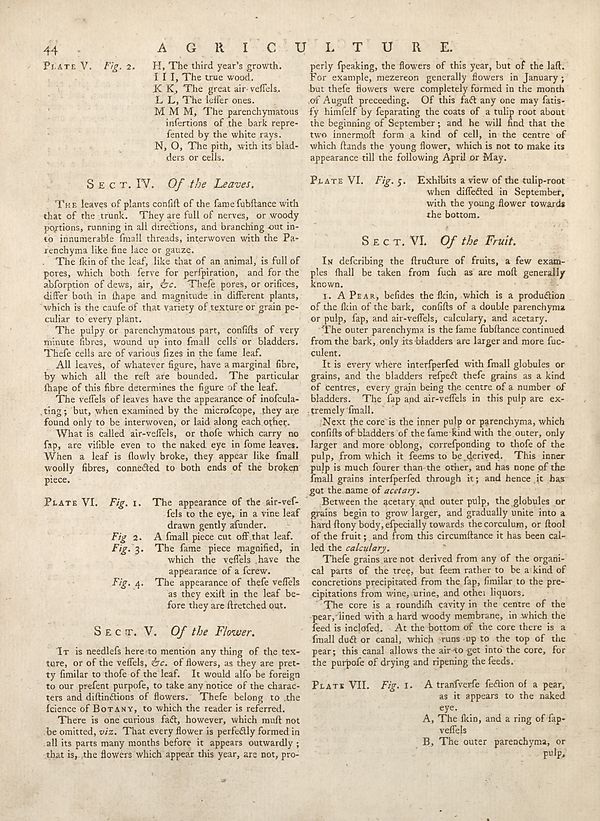 44 AGRICULTURE.
PLATE V. Fig. 2. H, The third year's growth.
I I I, The true wood.
K K, The great air-veſſels.
L L, The leſſer ones.
M M M, The parenchymatous
inſertions of the bark repre-
ſented by the white rays.
N, O, The pith, with its blad-
ders or cells.
SECT. IV. Of the Leaves.
THE leaves of plants conſiſt of the ſame ſubſtance with
that of the trunk. They are full of nerves, or woody
portions, running in all directions, and branching out in-
to innumerable ſmall threads, interwoven with the Pa-
renchyma like fine lace or gauze.
The ſkin of the leaf, like that of an animal, is full of
pores, which both ſerve for perſpiration, and for the
abſorption of dews, air, &c. Theſe pores, or orifices,
differ both in ſhape and magnitude in different plants,
which is the cauſe of that variety of texture or grain pe-
culiar to every plant.
The pulpy or parenchymatous part, conſiſts of very
minute fibres, wound up into ſmall cells or bladders.
Theſe cells are of various ſizes in the ſame leaf.
All leaves, of whatever figure, have a marginal fibre,
by which all the reſt are bounded. The particular
ſhape of this fibre determines the figure of the leaf.
The veſſels of leaves have the appearance of inoſcula-
ting; but, when examined by the microſcope, they are
found only to be interwoven, or laid along each other.
What is called air-veſſels, or thoſe which carry no
ſap, are viſible even to the naked eye in ſome leaves.
When a leaf is ſlowly broke, they appear like ſmall
woolly fibres, connected to both ends of the broken
piece.
PLATE VI. Fig. 1. The appearance of the air-veſ-
ſels to the eye, in a vine leaf
drawn gently aſunder.
Fig 2. A ſmall piece cut off that leaf.
Fig. 3. The ſame piece magnified, in
which the veſſels have the
appearance of a ſcrew.
Fig. 4. The appearance of theſe veſſels
as they exiſt in the leaf be-
fore they are ſtretched out.
SECT. V. Of the Flower.
IT is needleſs here to mention any thing of the tex-
ture, or of the veſſels, &c. of flowers, as they are pret-
ty ſimilar to thoſe of the leaf. It would alſo be foreign
to our preſent purpoſe, to take any notice of the charac-
ters and diſtinctions of flowers. Theſe belong to the
ſcience of BOTANY, to which the reader is referred.
There is one curious fact, however, which muſt not
be omitted, viz. That every flower is perfectly formed in
all its parts many months before it appears outwardly;
that is, the flowers which appear this year, are not, pro-
perly ſpeaking, the flowers of this year, but of the laſt.
For example, mezereon generally flowers in January;
but theſe flowers were completely formed in the month
of Auguſt preceeding. Of this fact any one may ſatis-
fy himſelf by ſeparating the coats of a tulip root about
the beginning of September; and he will find that the
two innermoſt form a kind of cell, in the centre of
which ſtands the young flower, which is not to make its
appearance till the following April or May.
PLATE VI. Fig. 5. Exhibits a view of the tulip-root
when diſſected in September,
with the young flower towards
the bottom.
SECT. VI. Of the Fruit.
IN deſcribing the ſtructure of fruits, a few exam-
ples ſhall be taken from ſuch as are moſt generally
known.
1. A PEAR, beſides the ſkin, which is a production
of the ſkin of the bark, conſiſts of a double parenchyma
or pulp, ſap, and air-veſſels, calculary, and acetary.
The outer parenchyma is the ſame ſubſtance continued
from the bark, only its bladders are larger and more ſuc-
culent.
It is every where interſperſed with ſmall globules or
grains, and the bladders reſpect theſe grains as a kind
of centres, every grain being the centre of a number of
bladders. The ſap and air-veſſels in this pulp are ex-
tremely ſmall.
Next the core is the inner pulp or parenchyma, which
conſiſts of bladders of the ſame kind with the outer, only
larger and more oblong, correſponding to thoſe of the
pulp, from which it ſeems to be derived. This inner
pulp is much ſourer than the other, and has none of the
ſmall grains interſperſed through it; and hence it has
got the name of acetary.
Between the acetary and outer pulp, the globules or
grains begin to grow larger, and gradually unite into a
hard ſtony body, eſpecially towards the corculum, or ſtool
of the fruit; and from this circumſtance it has been cal-
led the calculary.
Theſe grains are not derived from any of the organi-
cal parts of the tree, but ſeem rather to be a kind of
concretions precipitated from the ſap, ſimilar to the pre-
cipitations from wine, urine, and other liquors.
The core is a roundiſh cavity in the centre of the
pear, lined with a hard woody membrane, in which the
ſeed is incloſed. At the bottom of the core there is a
ſmall duct or canal, which runs up to the top of the
pear; this canal allows the air to get into the core, for
the purpoſe of drying and ripening the ſeeds.
PLATE VII. Fig. 1. A tranſverſe ſection of a pear,
as it appears to the naked
eye.
A, The ſkin, and a ring of ſap-
veſſels
B, The outer parenchyma, or
pulp,